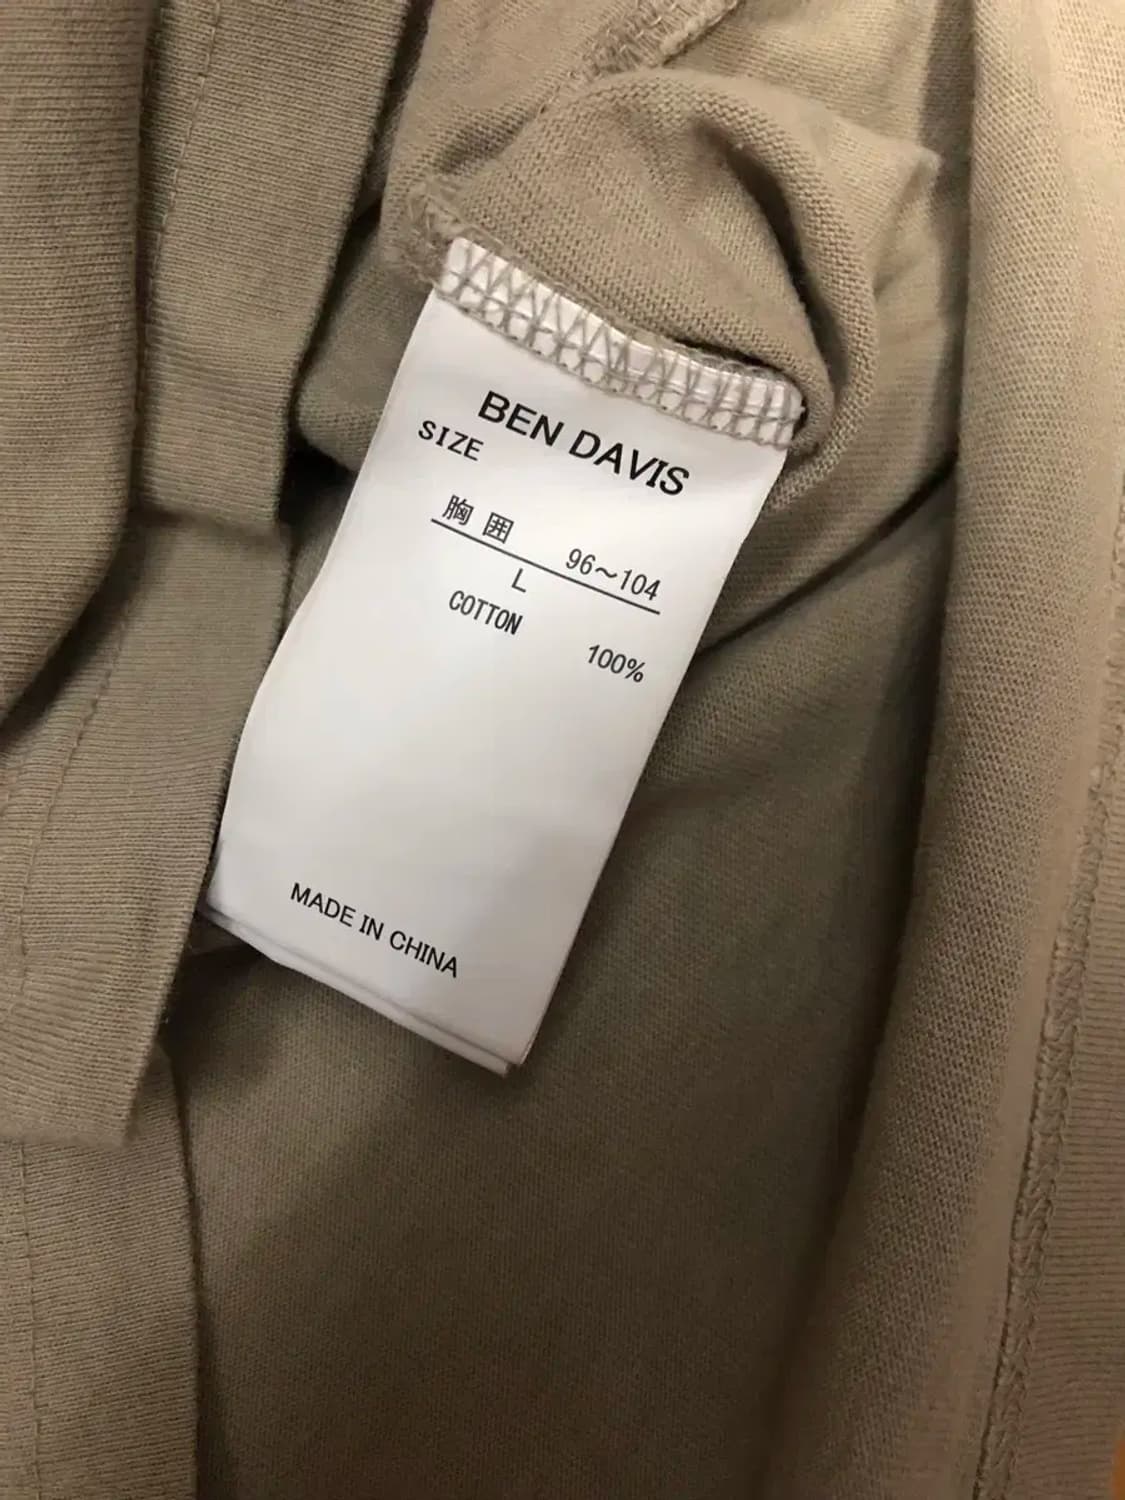 BEN DAVIS
SIZE
胸囲 96～104
L
COTTON 100%
MADE IN CHINA